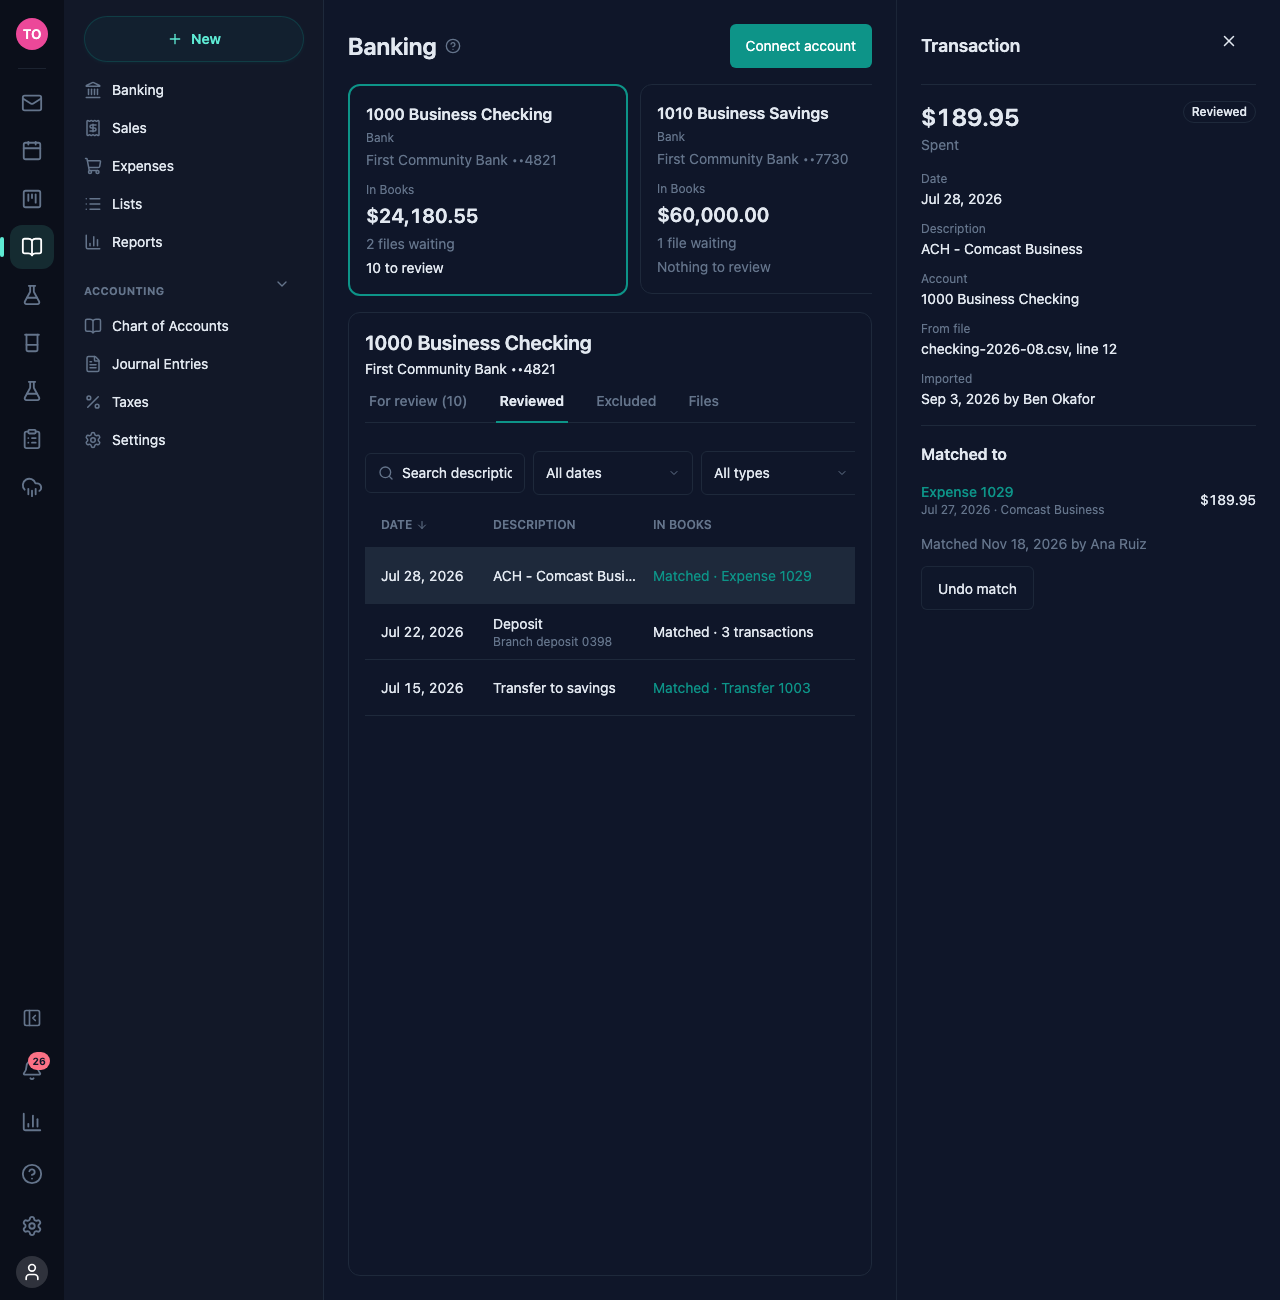 TO
26
New
Banking
Sales
Expenses
Lists
Reports
ACCOUNTING
Chart of Accounts
Journal Entries
Taxes
Settings
Banking
Connect account
1000 Business Checking
Bank
First Community Bank ••4821
In Books
$24,180.55
2 files waiting
10 to review
1010 Business Savings
Bank
First Community Bank ••7730
In Books
$60,000.00
1 file waiting
Nothing to review
1000 Business Checking
First Community Bank ••4821
For review (10) Reviewed Excluded Files
Search descriptic All dates All types
DATE ↓ DESCRIPTION IN BOOKS
Jul 28, 2026 ACH - Comcast Busi... Matched · Expense 1029
Jul 22, 2026 Deposit Matched · 3 transactions
Branch deposit 0398
Jul 15, 2026 Transfer to savings Matched · Transfer 1003
Transaction
$189.95 Reviewed
Spent
Date
Jul 28, 2026
Description
ACH - Comcast Business
Account
1000 Business Checking
From file
checking-2026-08.csv, line 12
Imported
Sep 3, 2026 by Ben Okafor
Matched to
Expense 1029 $189.95
Jul 27, 2026 · Comcast Business
Matched Nov 18, 2026 by Ana Ruiz
Undo match